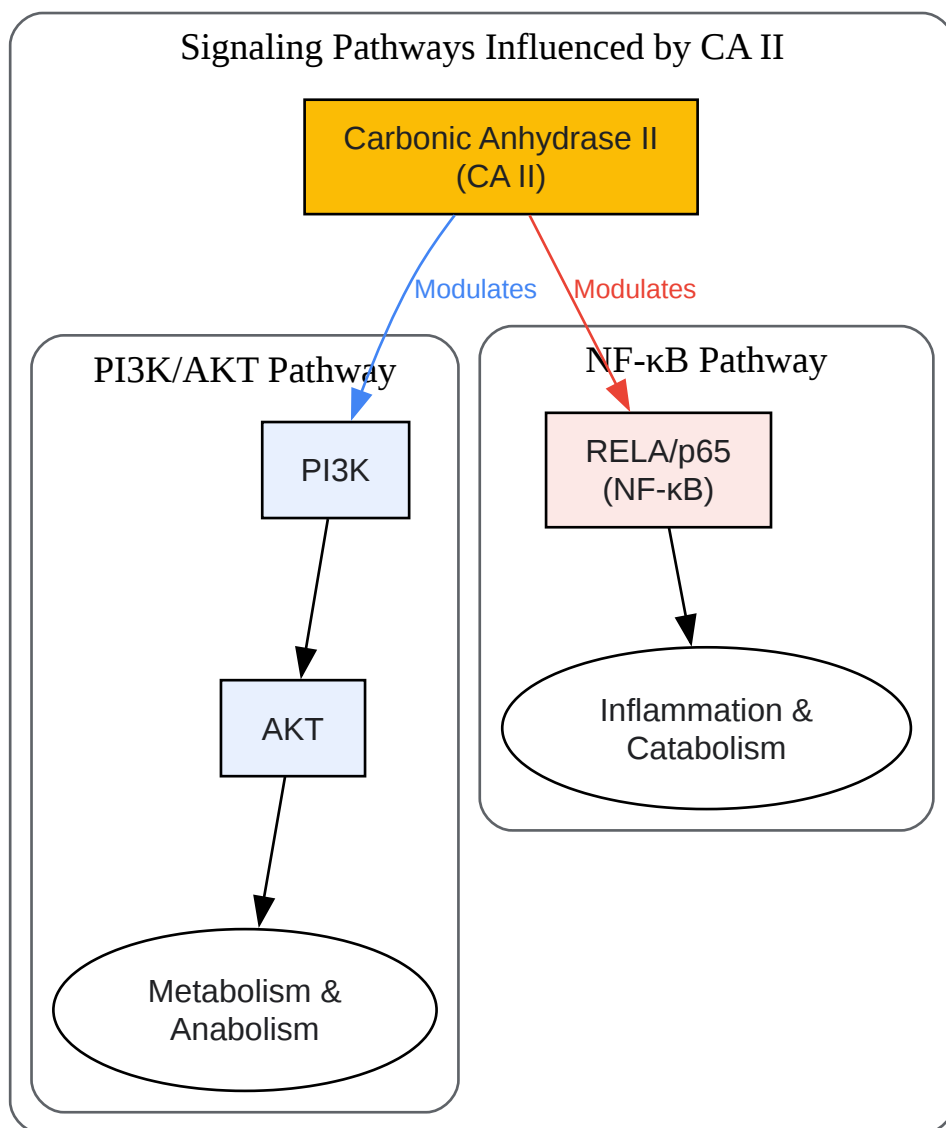 Signaling Pathways Influenced by CA II
Carbonic Anhydrase II
(CA II)
Modulates
Modulates
PI3K/AKT Pathway
PI3K
AKT
Metabolism &
Anabolism
NF-κB Pathway
RELA/p65
(NF-κB)
Inflammation &
Catabolism